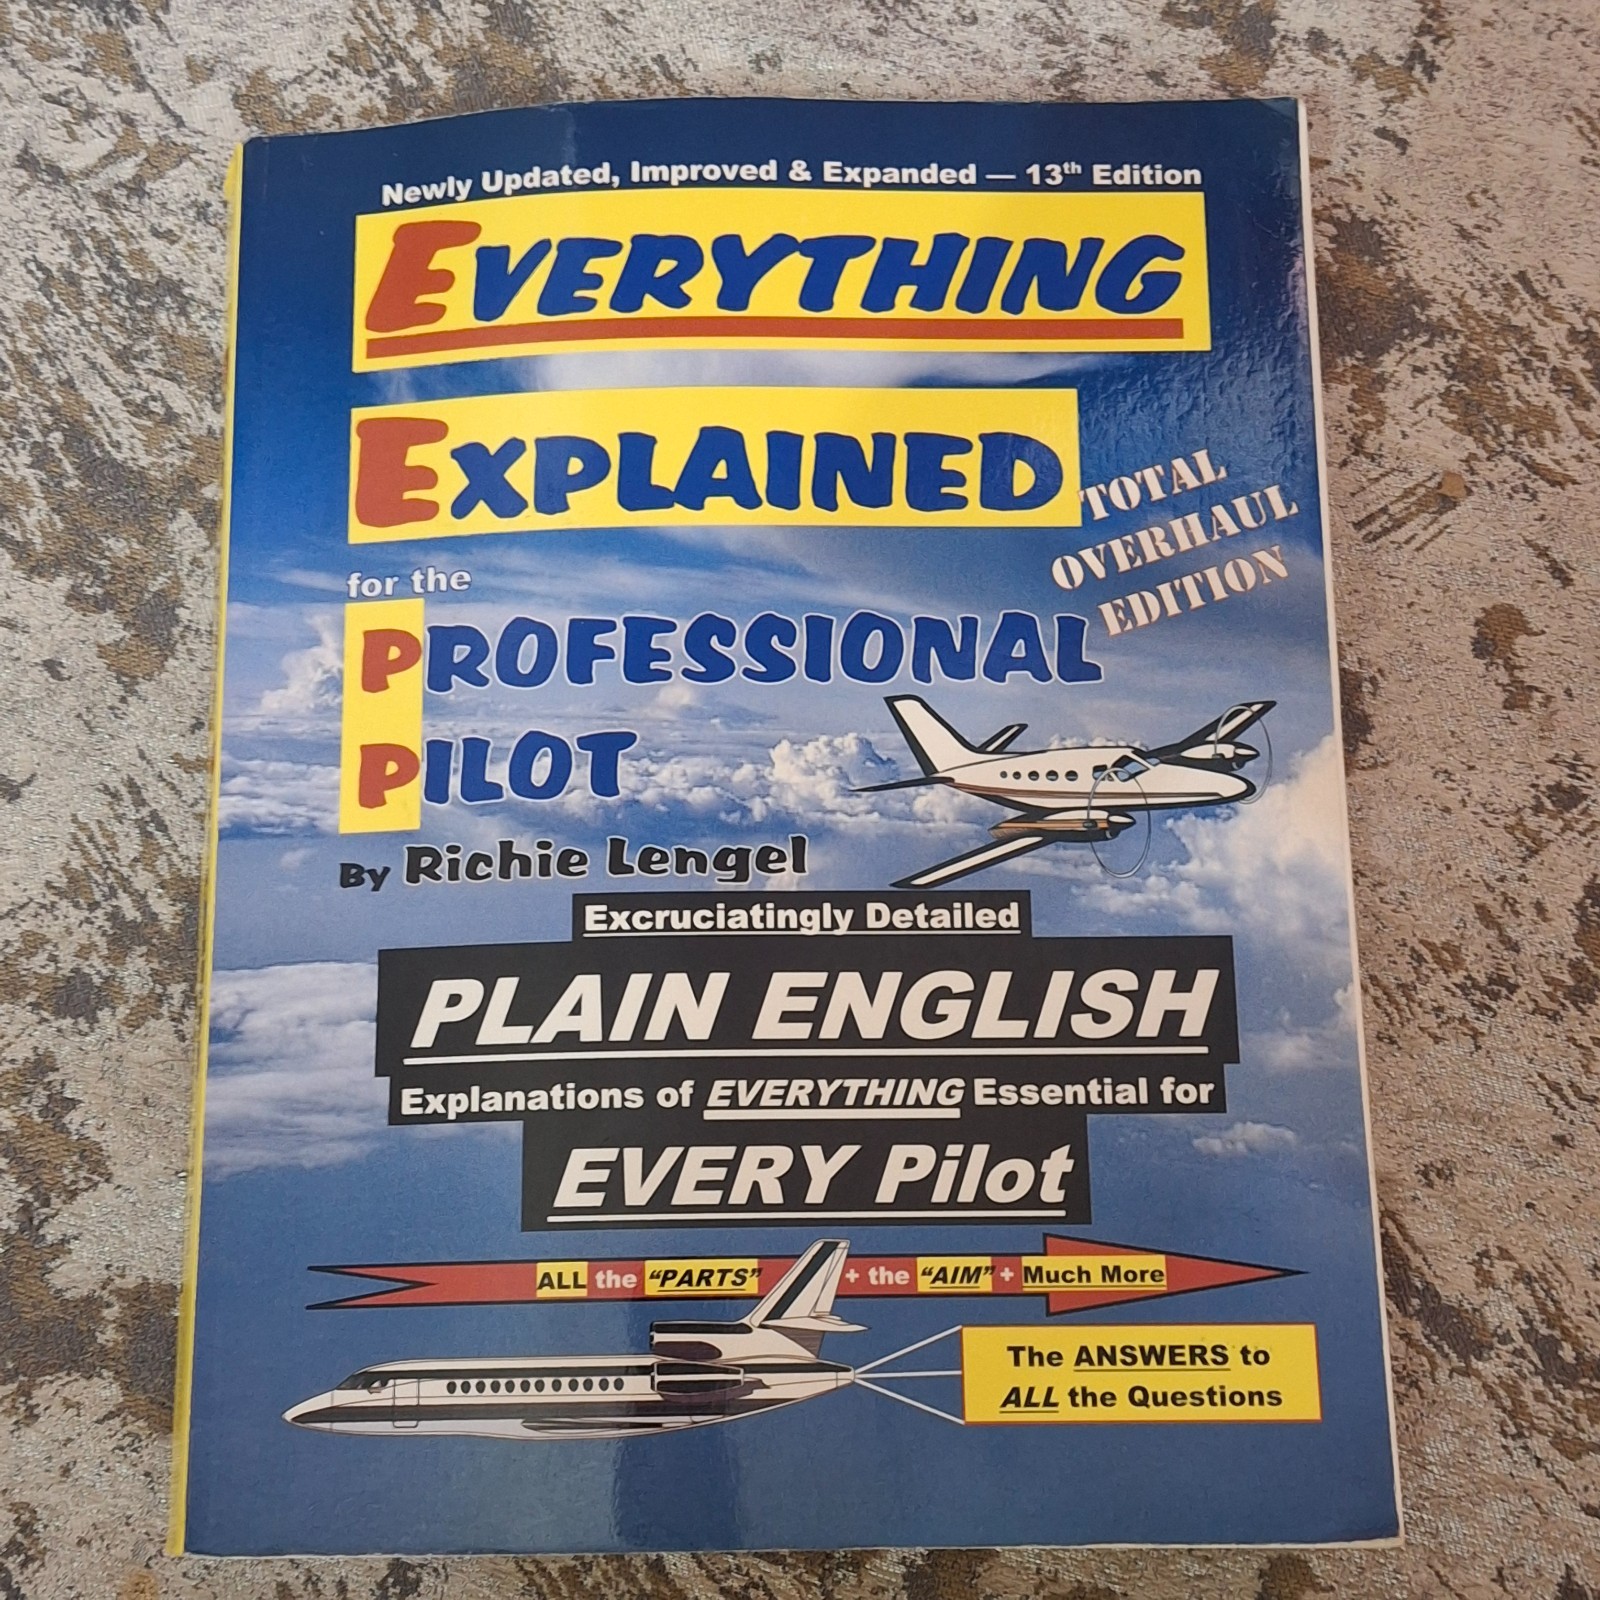 Newly Updated, Improved & Expanded — 13th Edition
EVERYTHING
EXPLAINED
TOTAL
OVERHAUL
EDITION
for the
PROFESSIONAL
PILOT
By Richie Lengel
Excruciatingly Detailed
PLAIN ENGLISH
Explanations of EVERYTHING Essential for
EVERY Pilot
ALL the "PARTS" + the "AIM" + Much More
The ANSWERS to
ALL the Questions